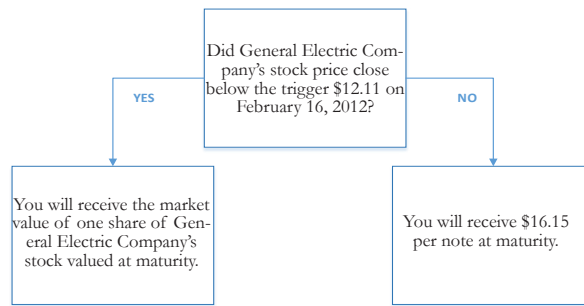 Did General Electric Com-
pany's stock price close
below the trigger $12.11 on
February 16, 2012?
YES
NO
You will receive the market
value of one share of Gen-
eral Electric Company's
stock valued at maturity.
You will receive $16.15
per note at maturity.